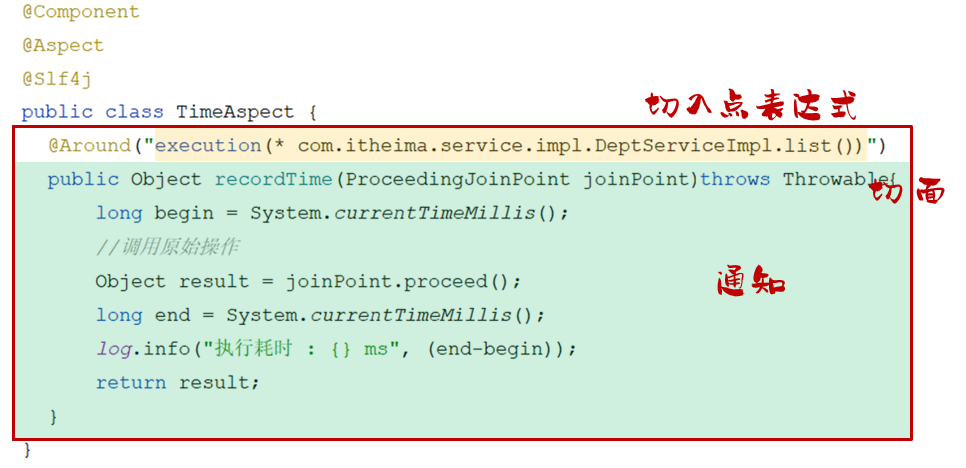 @Component
@Aspect
@Slf4j
public class TimeAspect {
切入点表达式
@Around("execution(* com.itheima.service.impl.DeptServiceImpl.list())")
public Object recordTime(ProceedingJoinPoint joinPoint)throws Throwable{
切面
long begin = System.currentTimeMillis();
//调用原始操作
Object result = joinPoint.proceed();
通知
long end = System.currentTimeMillis();
log.info("执行耗时 : {} ms", (end-begin));
return result;
}
}